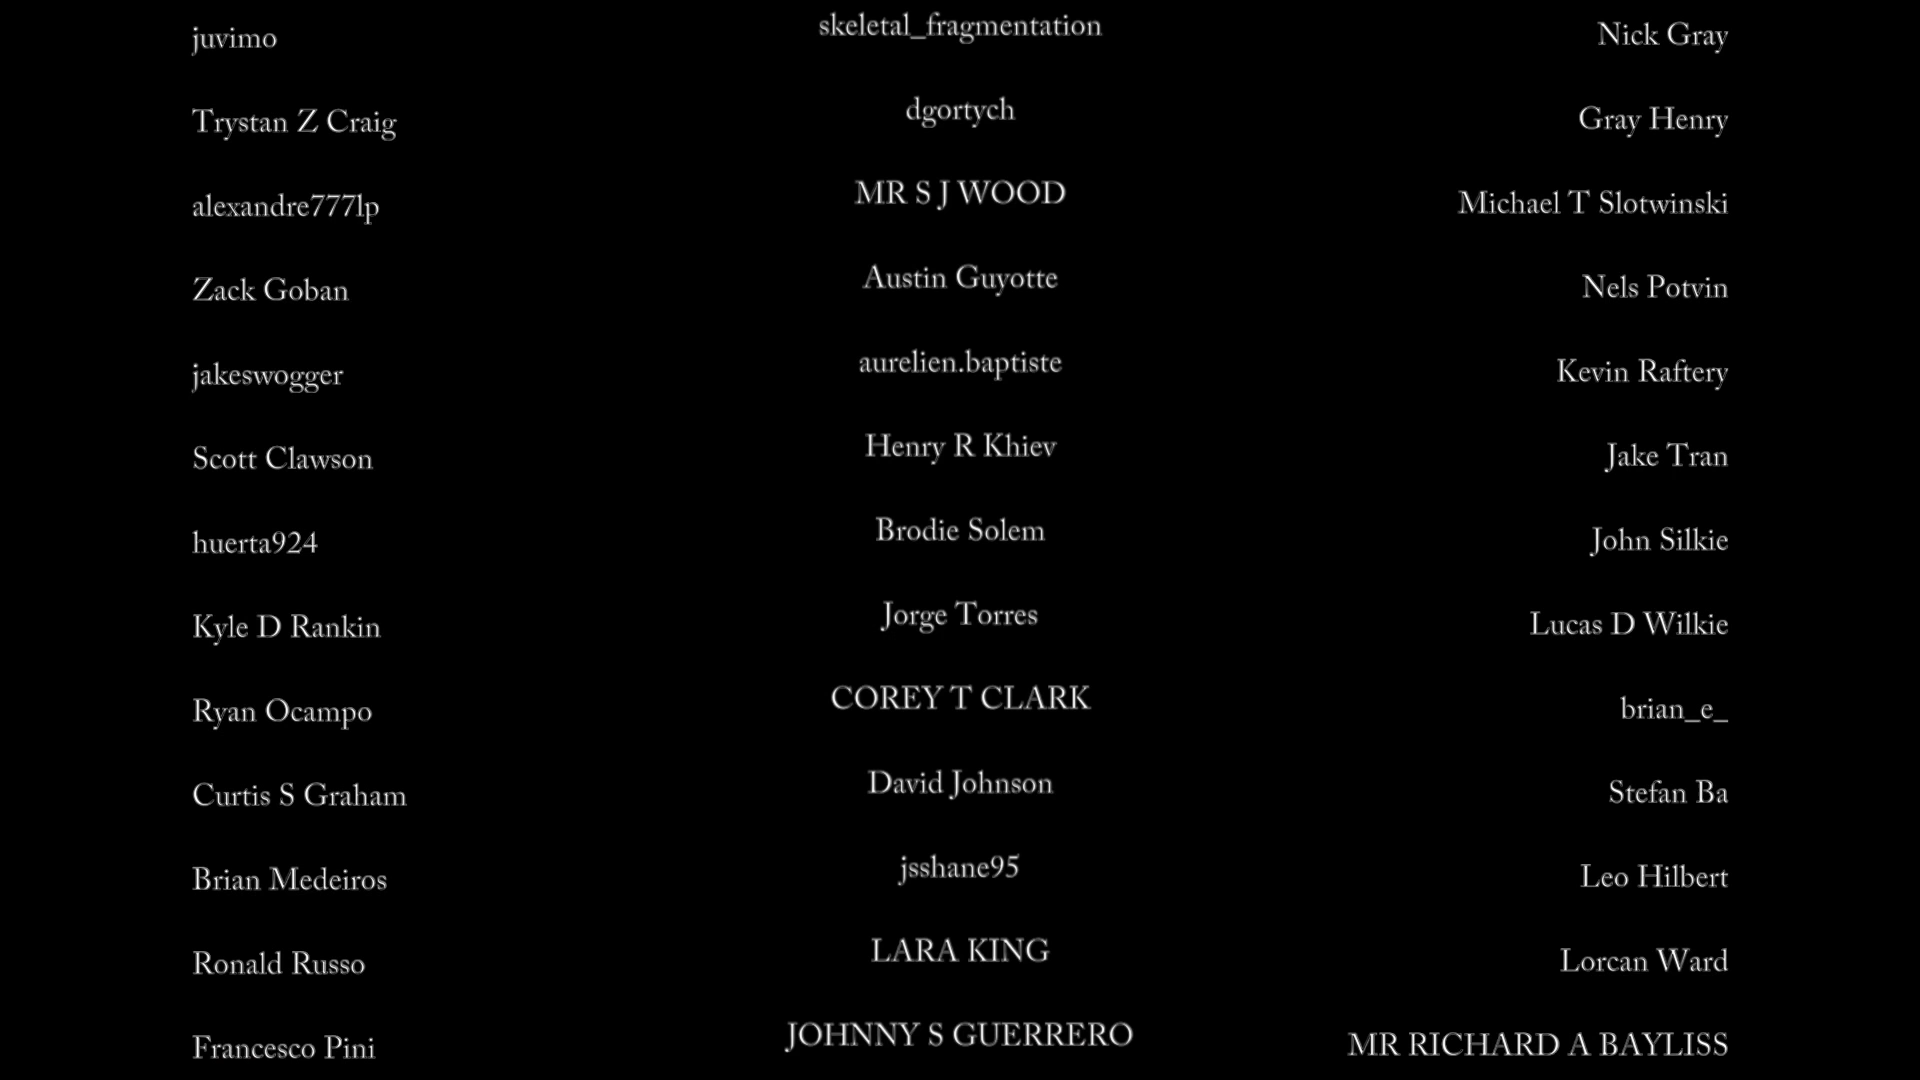 juvimo
Trystan Z Craig
alexandre777lp
Zack Goban
jakeswogger
Scott Clawson
huerta924
Kyle D Rankin
Ryan Ocampo
Curtis S Graham
Brian Medeiros
Ronald Russo
Francesco Pini
skeletal_fragmentation
dgortych
MR S J WOOD
Austin Guyotte
aurelien.baptiste
Henry R Khiev
Brodie Solem
Jorge Torres
COREY T CLARK
David Johnson
jsshane95
LARA KING
JOHNNY S GUERRERO
Nick Gray
Gray Henry
Michael T Slotwinski
Nels Potvin
Kevin Raftery
Jake Tran
John Silkie
Lucas D Wilkie
brian_e_
Stefan Ba
Leo Hilbert
Lorcan Ward
MR RICHARD A BAYLISS